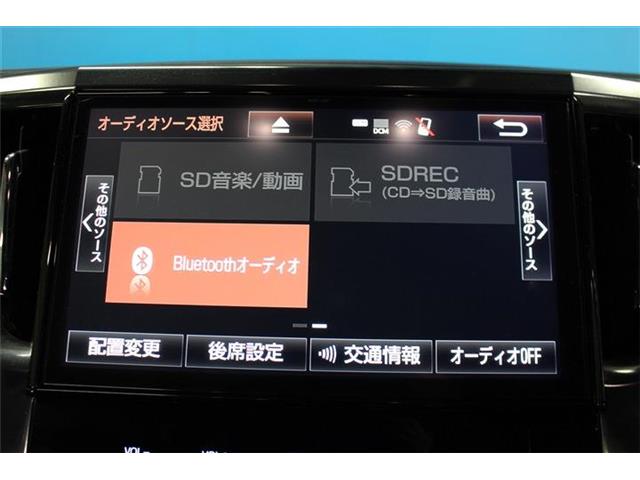 オーディオソース選択
DCM
SD音楽/動画
SDREC
(CD⇒SD録音曲)
その他のソース
その他のソース
Bluetoothオーディオ
配置変更
後席設定
交通情報
オーディオOFF
VOL
VOL